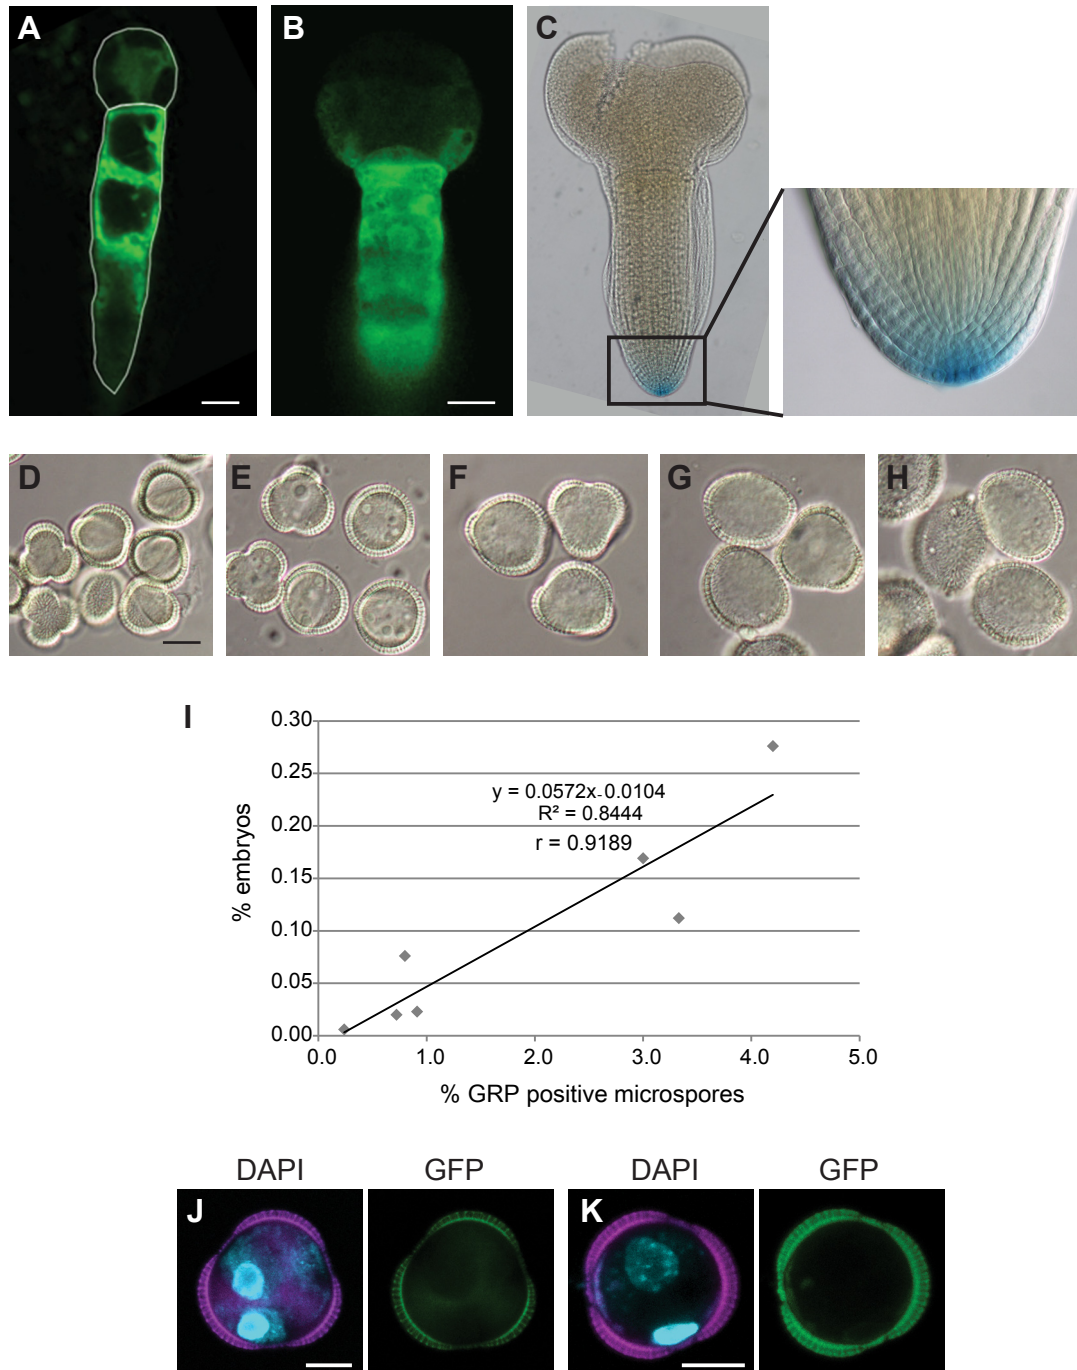 A
B
C
D
E
F
G
H
I
0.30
0.25
0.20
0.15
0.10
0.05
0.00
% embryos
y = 0.0572x - 0.0104
R² = 0.8444
r = 0.9189
0.0 1.0 2.0 3.0 4.0 5.0
% GRP positive microspores
DAPI GFP DAPI GFP
J
K